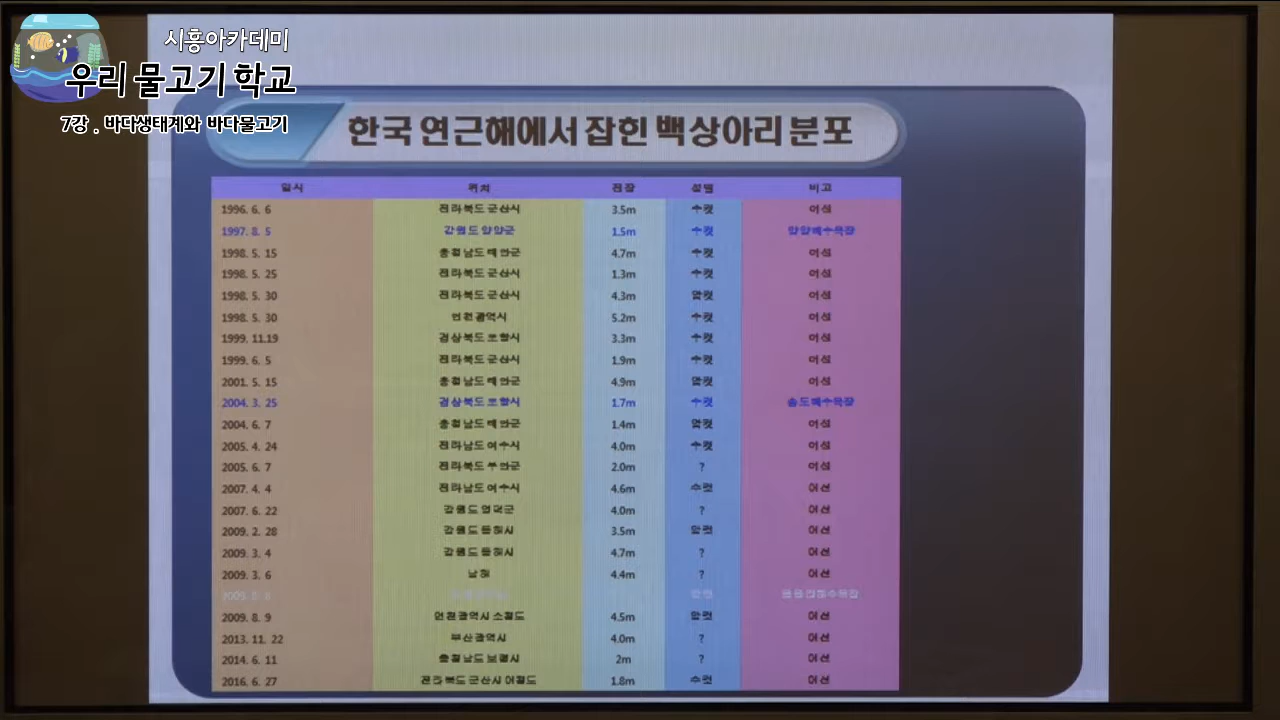 시흥아카데미
우리 물고기 학교
7강 . 바다생태계와 바다물고기
한국 연근해에서 잡힌 백상아리 분포
일시 위치 전장 성별 비고
1996. 6. 6 전라북도 군산시 3.5m 수컷 어선
1997. 8. 5 강원도 양양군 1.5m 수컷
1998. 5. 15 충청남도 태안군 4.7m 수컷 어선
1998. 5. 25 전라북도 군산시 1.3m 수컷 어선
1998. 5. 30 전라북도 군산시 4.3m 암컷 어선
1998. 5. 30 인천광역시 5.2m 수컷 어선
1999. 11.19 경상북도 포항시 3.3m 수컷 어선
1999. 6. 5 전라북도 군산시 1.9m 수컷 어선
2001. 5. 15 충청남도 태안군 4.9m 암컷 어선
2004. 3. 25 경상북도 포항시 1.7m 수컷 송도해수욕장
2004. 6. 7 충청남도 태안군 1.4m 암컷 어선
2005. 4. 24 전라남도 여수시 4.0m 수컷 어선
2005. 6. 7 전라북도 부안군 2.0m ? 어선
2007. 4. 4 전라남도 여수시 4.6m 수컷 어선
2007. 6. 22 강원도 영덕군 4.0m ? 어선
2009. 2. 28 강원도 동해시 3.5m 암컷 어선
2009. 3. 4 강원도 동해시 4.7m ? 어선
2009. 3. 6 남해 4.4m ? 어선
2009. 8. 9 인천광역시 소청도 4.5m 암컷 어선
2013. 11. 22 부산광역시 4.0m ? 어선
2014. 6. 11 충청남도 보령시 2m ? 어선
2016. 6. 27 전라북도 군산시 어청도 1.8m 수컷 어선